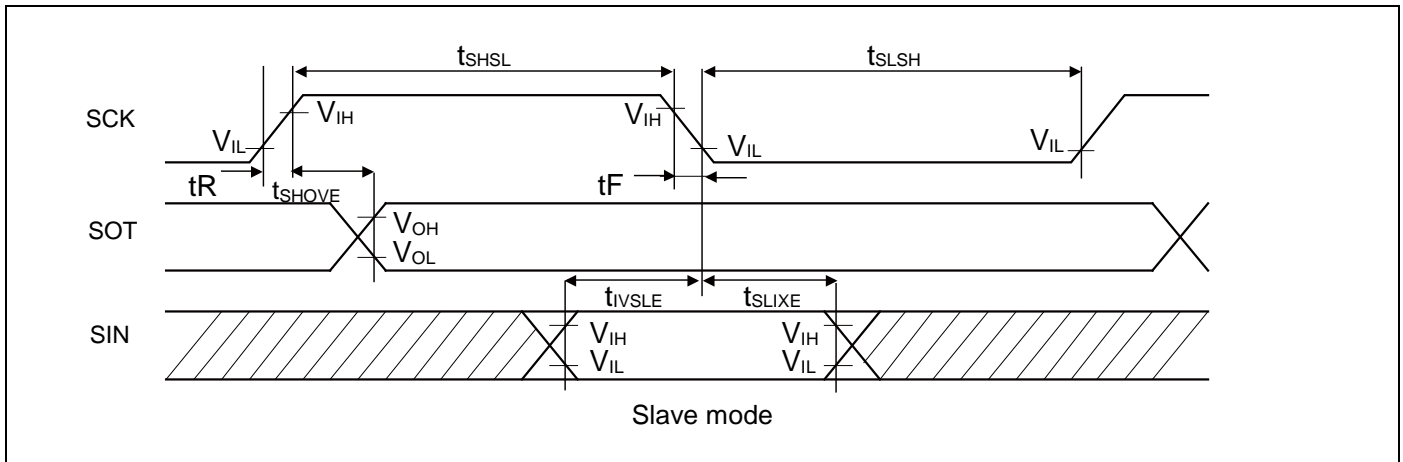 tSHSL tSLSH
SCK VIH VIH
VIL VIL VIL
tR tSHOVE tF
SOT VOH
VOL
tIVSLE tSLIXE
SIN VIH VIH
VIL VIL
Slave mode